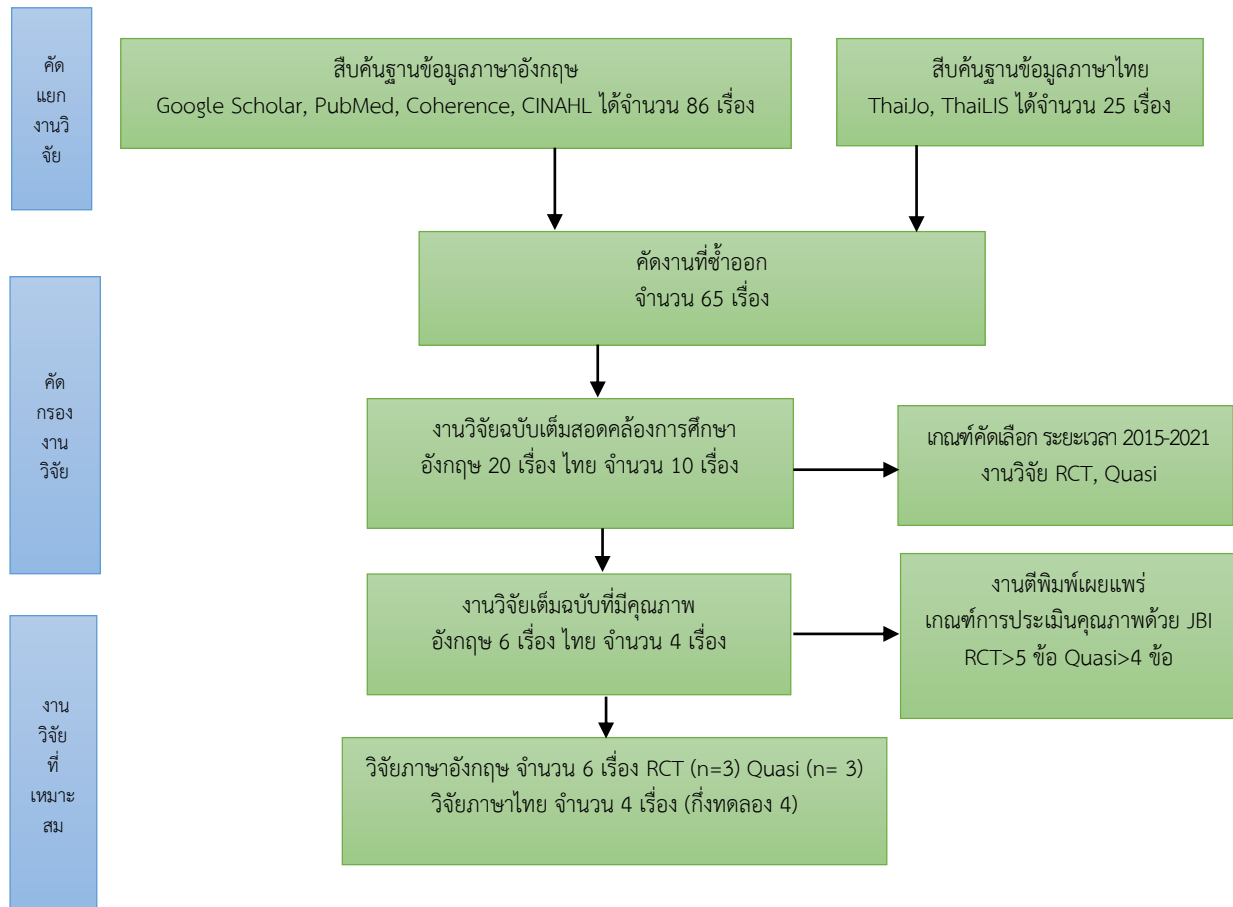 คัด
แยก
งานวิ
จัย
สืบค้นฐานข้อมูลภาษาอังกฤษ
Google Scholar, PubMed, Coherence, CINAHL ได้จำนวน 86 เรื่อง
สืบค้นฐานข้อมูลภาษาไทย
ThaiJo, ThaiLIS ได้จำนวน 25 เรื่อง
คัดงานที่ซ้ำออก
จำนวน 65 เรื่อง
คัด
กรอง
งาน
วิจัย
งานวิจัยฉบับเต็มสอดคล้องการศึกษา
อังกฤษ 20 เรื่อง ไทย จำนวน 10 เรื่อง
เกณฑ์คัดเลือก ระยะเวลา 2015-2021
งานวิจัย RCT, Quasi
งานวิจัยเต็มฉบับที่มีคุณภาพ
อังกฤษ 6 เรื่อง ไทย จำนวน 4 เรื่อง
งานตีพิมพ์เผยแพร่
เกณฑ์การประเมินคุณภาพด้วย JBI
RCT>5 ข้อ Quasi>4 ข้อ
งาน
วิจัย
ที่
เหมาะ
สม
วิจัยภาษาอังกฤษ จำนวน 6 เรื่อง RCT (n=3) Quasi (n= 3)
วิจัยภาษาไทย จำนวน 4 เรื่อง (กึ่งทดลอง 4)